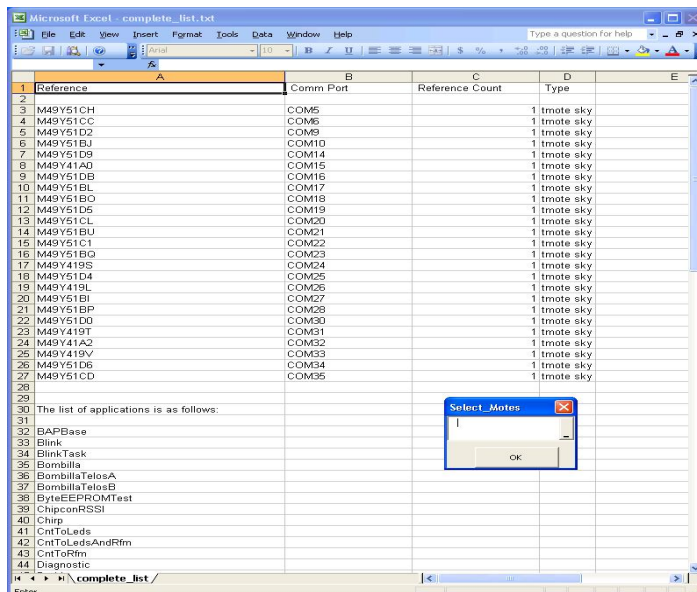 Microsoft Excel - complete_list.txt
File Edit View Insert Format Tools Data Window Help Type a question for help
Arial 10 B I U $ % , A
fx
A B C D E
1 Reference Comm Port Reference Count Type
2
3 M49Y51CH COM5 1 tmote sky
4 M49Y51CC COM6 1 tmote sky
5 M49Y51D2 COM9 1 tmote sky
6 M49Y51BJ COM10 1 tmote sky
7 M49Y51D9 COM14 1 tmote sky
8 M49Y41A0 COM15 1 tmote sky
9 M49Y51DB COM16 1 tmote sky
10 M49Y51BL COM17 1 tmote sky
11 M49Y51BO COM18 1 tmote sky
12 M49Y51D5 COM19 1 tmote sky
13 M49Y51CL COM20 1 tmote sky
14 M49Y51BU COM21 1 tmote sky
15 M49Y51C1 COM22 1 tmote sky
16 M49Y51BQ COM23 1 tmote sky
17 M49Y419S COM24 1 tmote sky
18 M49Y51D4 COM25 1 tmote sky
19 M49Y419L COM26 1 tmote sky
20 M49Y51BI COM27 1 tmote sky
21 M49Y51BP COM28 1 tmote sky
22 M49Y51D0 COM30 1 tmote sky
23 M49Y419T COM31 1 tmote sky
24 M49Y41A2 COM32 1 tmote sky
25 M49Y419V COM33 1 tmote sky
26 M49Y51D6 COM34 1 tmote sky
27 M49Y51CD COM35 1 tmote sky
28
29
30 The list of applications is as follows:
Select_Motes
31
32 BAPBase
33 Blink
34 BlinkTask
OK
35 Bombilla
36 BombillaTelosA
37 BombillaTelosB
38 ByteEEPROMTest
39 ChipconRSSI
40 Chirp
41 CntToLeds
42 CntToLedsAndRfm
43 CntToRfm
44 Diagnostic
complete_list